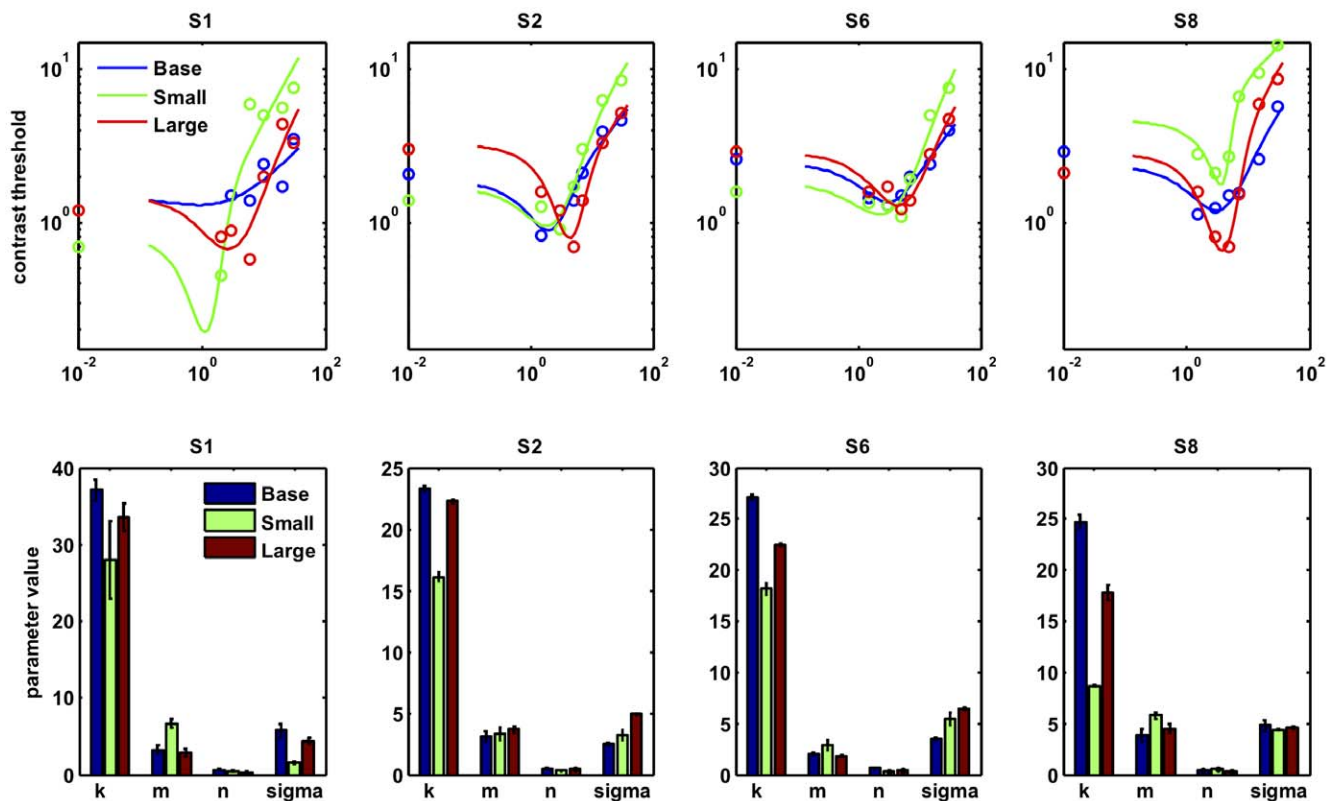 S1 S2 S6 S8
contrast threshold
10^1 10^1 10^1 10^1
10^0 10^0 10^0 10^0
Base
Small
Large
10^-2 10^0 10^2 10^-2 10^0 10^2 10^-2 10^0 10^2 10^-2 10^0 10^2
S1 S2 S6 S8
parameter value
40
30
20
10
0
Base
Small
Large
k m n sigma
25
20
15
10
5
0
k m n sigma
30
25
20
15
10
5
0
k m n sigma
30
25
20
15
10
5
0
k m n sigma